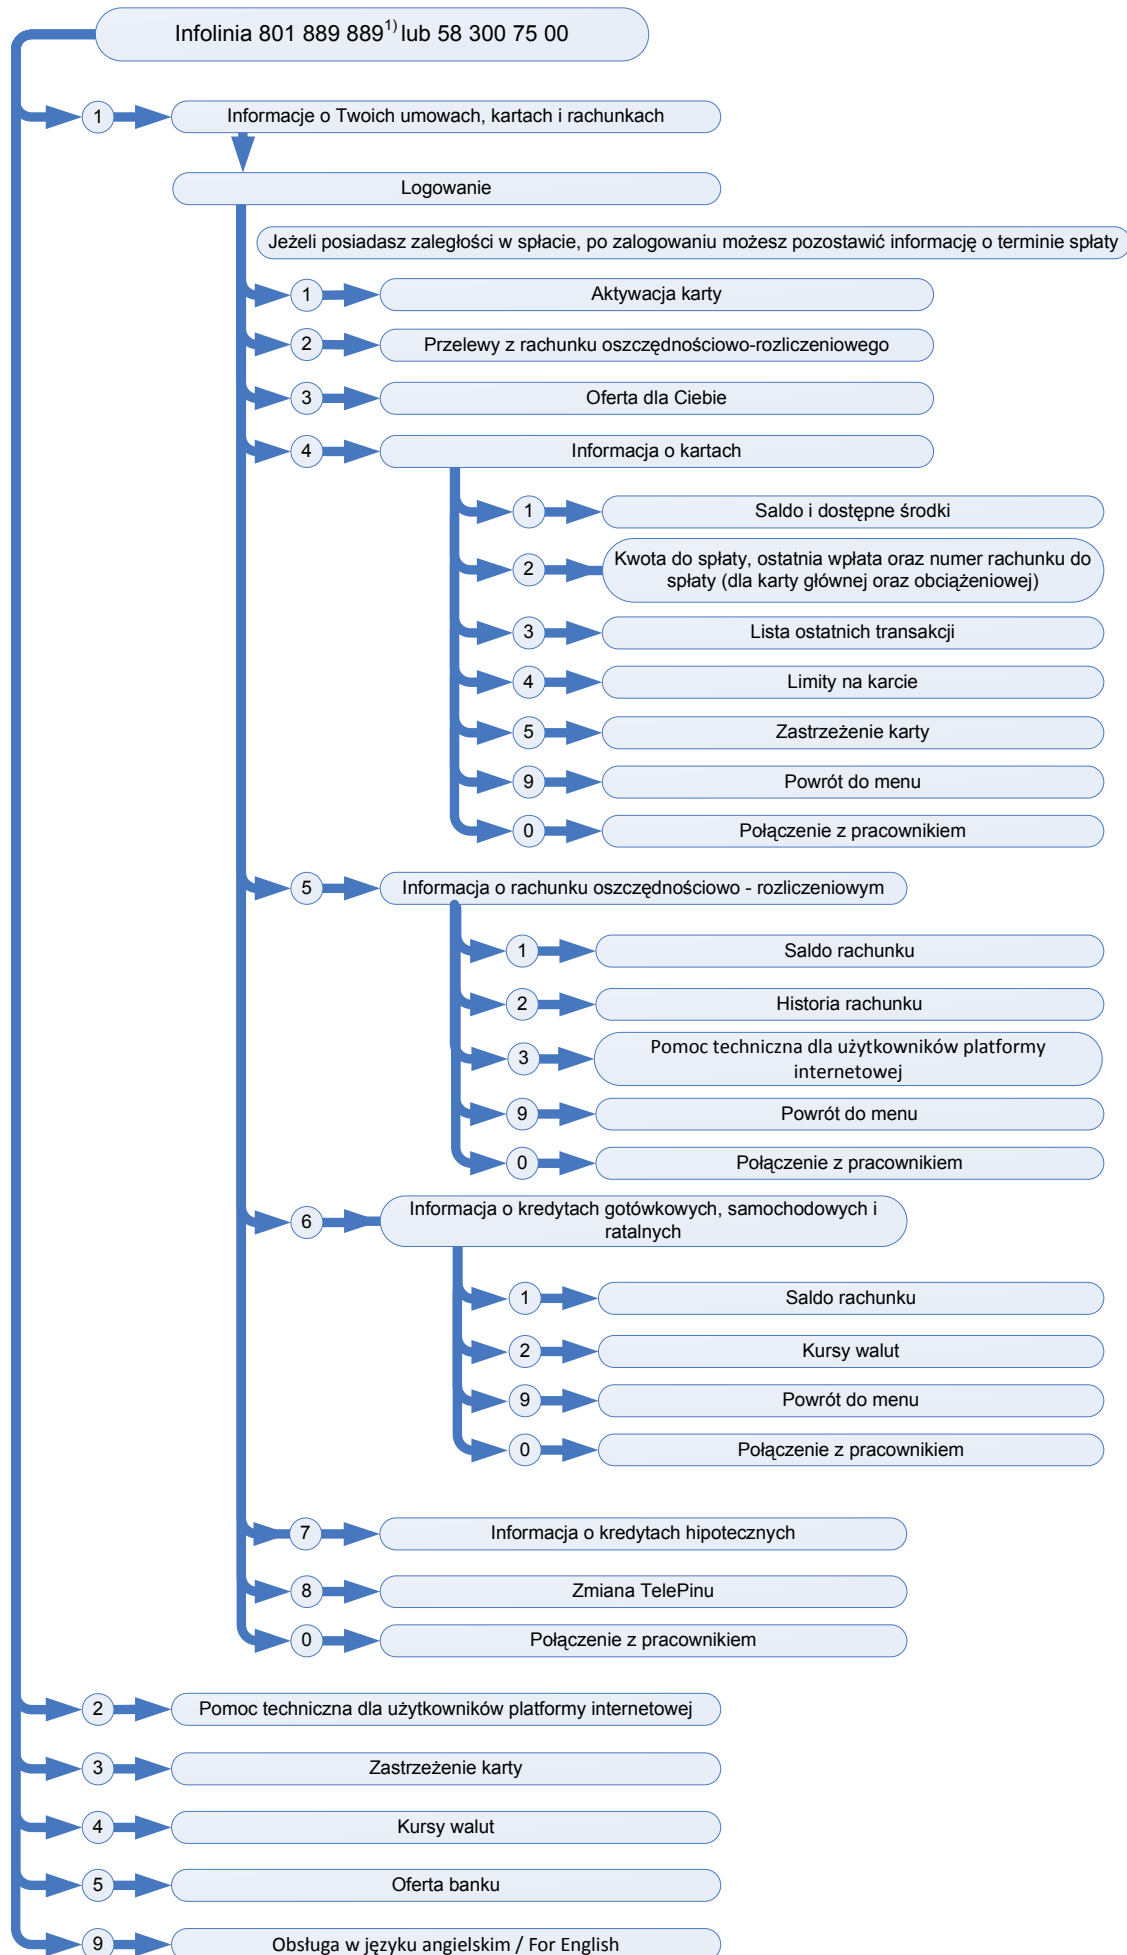 Infolinia 801 889 889¹⁾ lub 58 300 75 00
1 Informacje o Twoich umowach, kartach i rachunkach
Logowanie
Jeżeli posiadasz zaległości w spłacie, po zalogowaniu możesz pozostawić informację o terminie spłaty
1 Aktywacja karty
2 Przelewy z rachunku oszczędnościowo-rozliczeniowego
3 Oferta dla Ciebie
4 Informacja o kartach
1 Saldo i dostępne środki
2 Kwota do spłaty, ostatnia wpłata oraz numer rachunku do
spłaty (dla karty głównej oraz obciążeniowej)
3 Lista ostatnich transakcji
4 Limity na karcie
5 Zastrzeżenie karty
9 Powrót do menu
0 Połączenie z pracownikiem
5 Informacja o rachunku oszczędnościowo - rozliczeniowym
1 Saldo rachunku
2 Historia rachunku
3 Pomoc techniczna dla użytkowników platformy
internetowej
9 Powrót do menu
0 Połączenie z pracownikiem
6 Informacja o kredytach gotówkowych, samochodowych i
ratalnych
1 Saldo rachunku
2 Kursy walut
9 Powrót do menu
0 Połączenie z pracownikiem
7 Informacja o kredytach hipotecznych
8 Zmiana TelePinu
0 Połączenie z pracownikiem
2 Pomoc techniczna dla użytkowników platformy internetowej
3 Zastrzeżenie karty
4 Kursy walut
5 Oferta banku
9 Obsługa w języku angielskim / For English